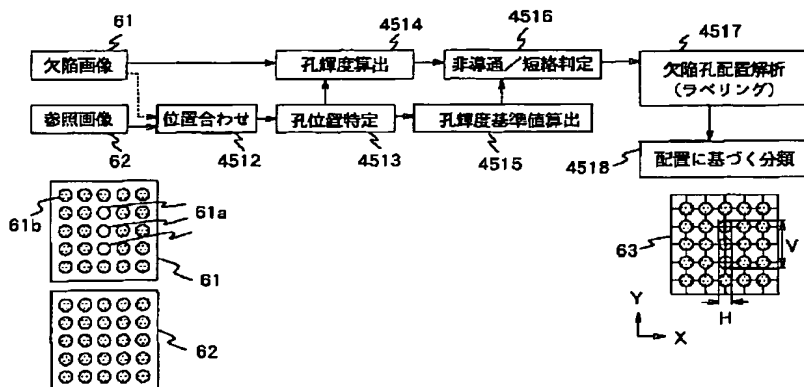 61
4514
4516
4517
欠陥画像
孔輝度算出
非導通/短格判定
欠陥孔配置解析
(ラベリング)
参照画像
位置合わせ
孔位置特定
孔輝度基準値算出
62
4512
4513
4515
4518
配置に基づく分類
61b
61a
61
62
63
V
H
Y
X